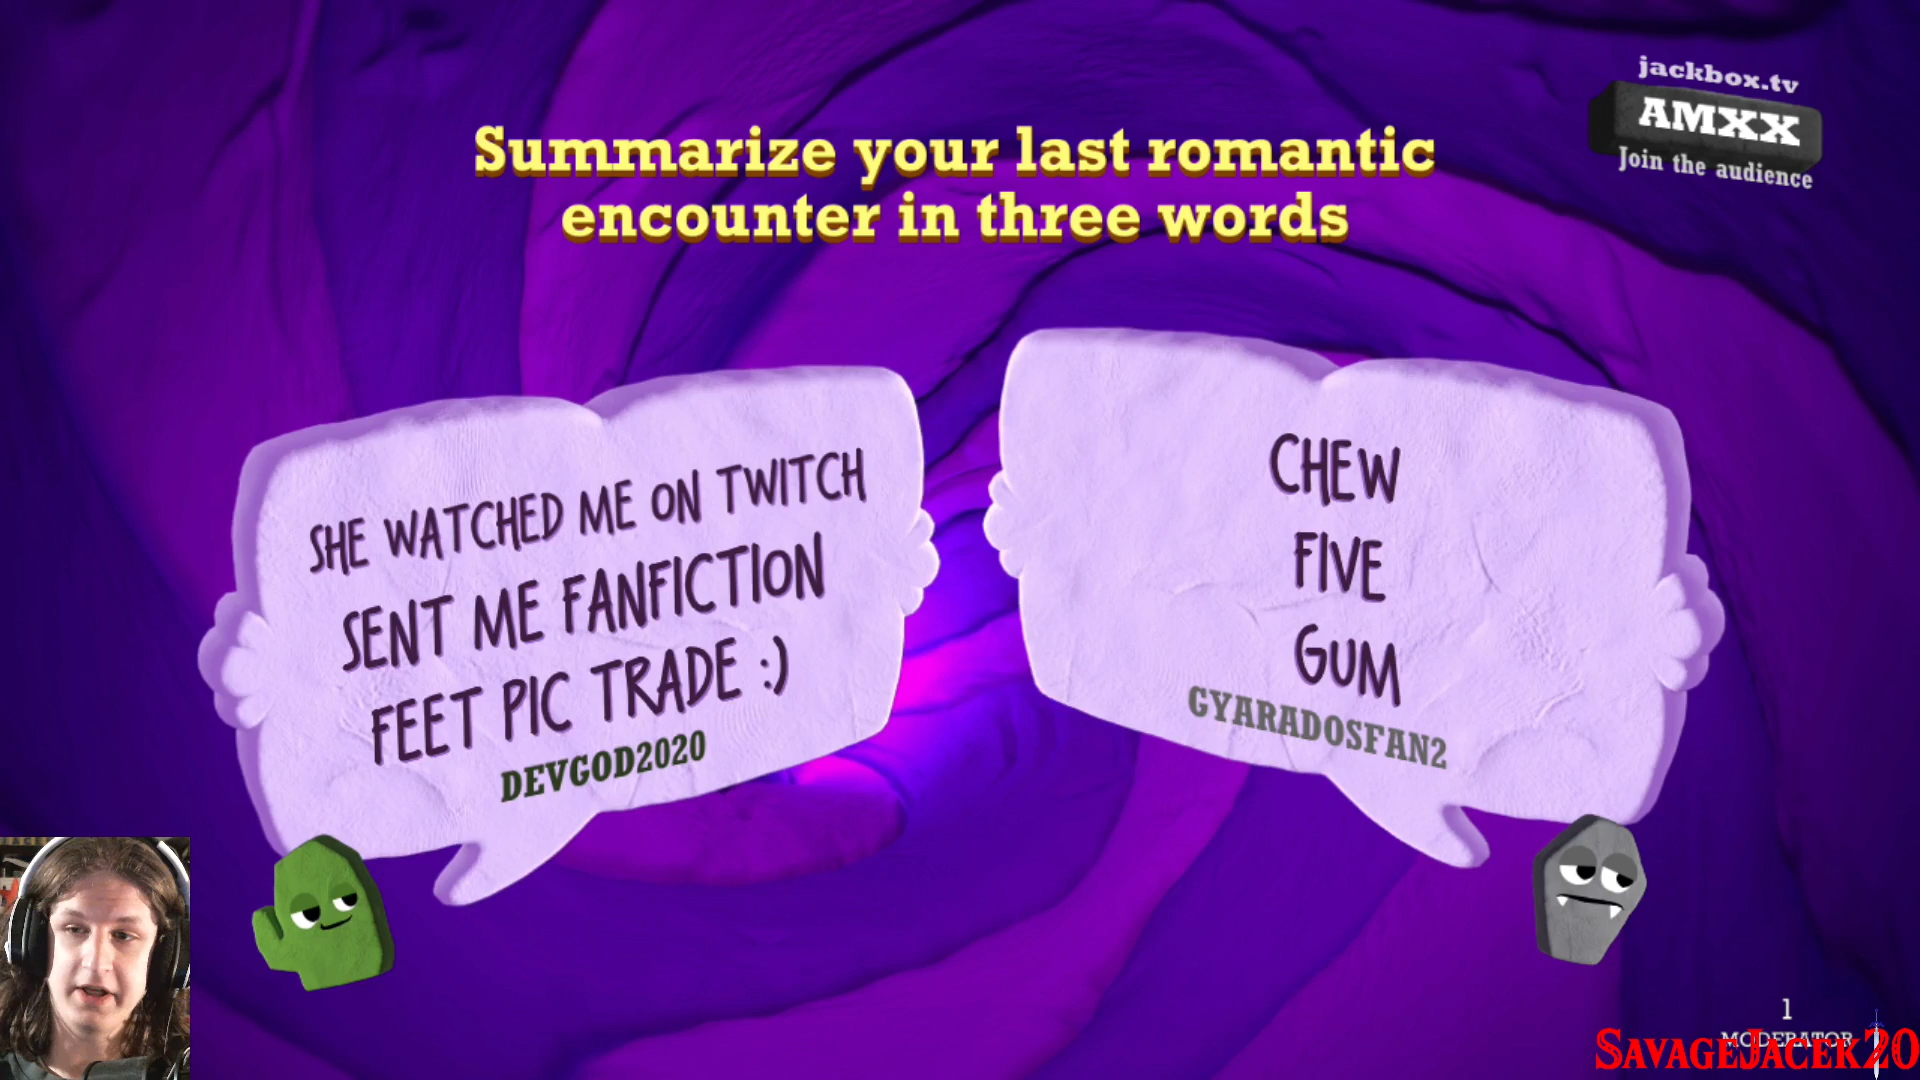 jackbox.tv
AMXX
Join the audience
Summarize your last romantic
encounter in three words
SHE WATCHED ME ON TWITCH
SENT ME FANFICTION
FEET PIC TRADE :)
DEVGOD2020
CHEW
FIVE
GUM
GYARADOSFAN2
1
MODERATOR
SAVAGEJACEK20